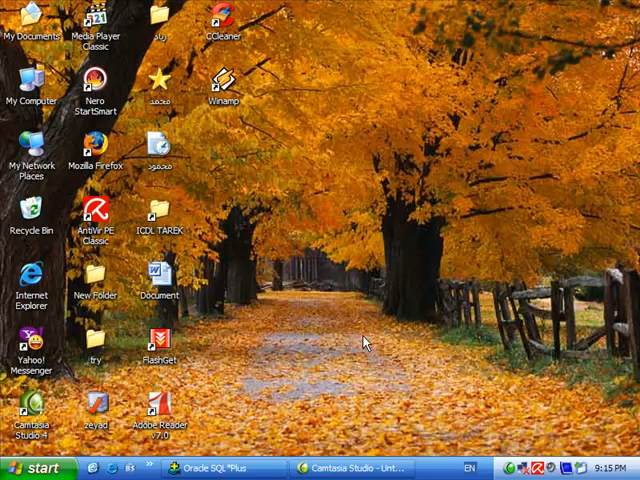 My Documents
Media Player
Classic
زياد
CCleaner
My Computer
Nero
StartSmart
محمد
Winamp
My Network
Places
Mozilla Firefox
محمود
Recycle Bin
AntiVir PE
Classic
ICDL TAREK
Internet
Explorer
New Folder
Document
Yahoo!
Messenger
try
FlashGet
Camtasia
Studio 4
zeyad
Adobe Reader
v7.0
start
Oracle SQL*Plus
Camtasia Studio - Unt...
EN
9:15 PM